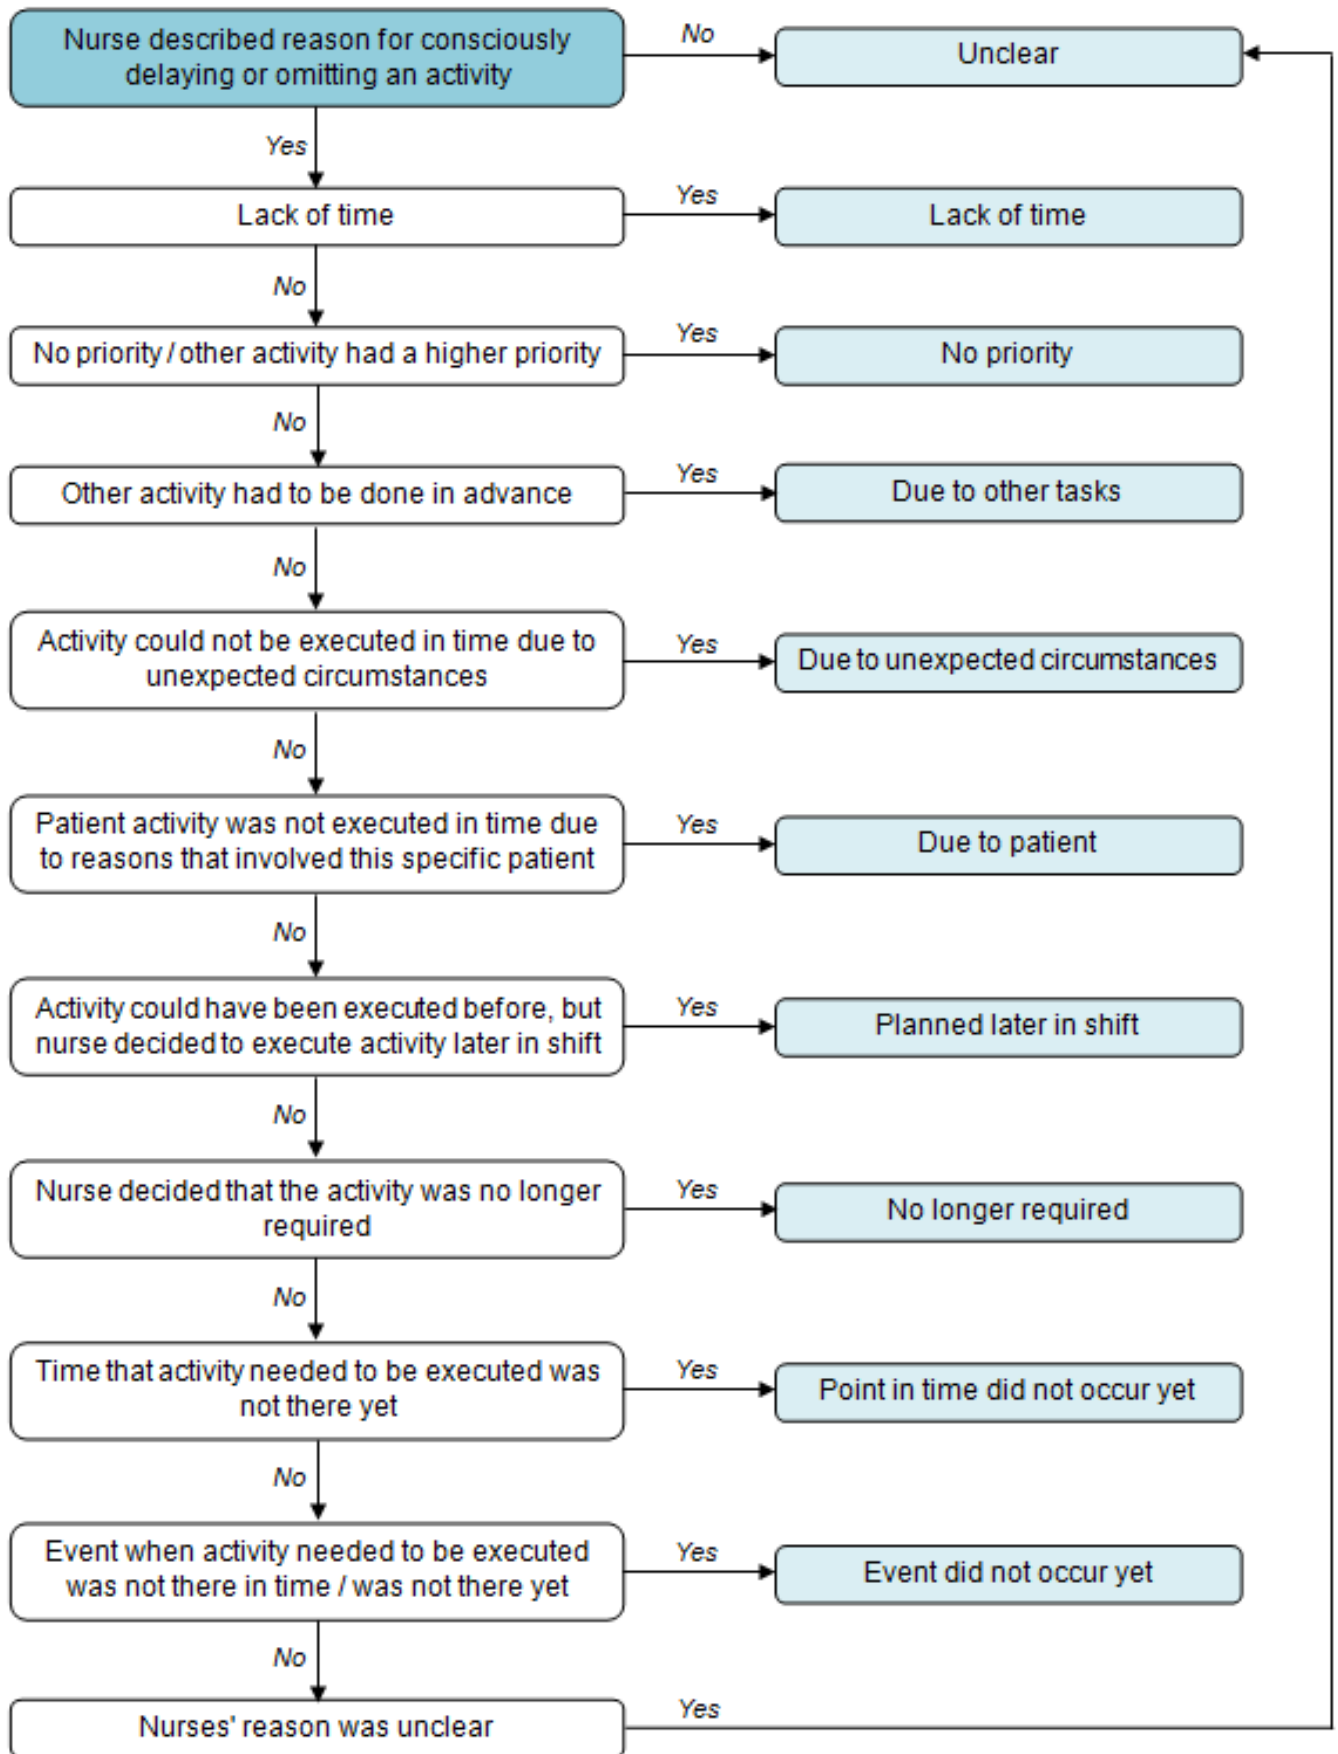 Nurse described reason for consciously
delaying or omitting an activity
No
Unclear
Yes
Lack of time
Yes
Lack of time
No
No priority / other activity had a higher priority
Yes
No priority
No
Other activity had to be done in advance
Yes
Due to other tasks
No
Activity could not be executed in time due to
unexpected circumstances
Yes
Due to unexpected circumstances
No
Patient activity was not executed in time due
to reasons that involved this specific patient
Yes
Due to patient
No
Activity could have been executed before, but
nurse decided to execute activity later in shift
Yes
Planned later in shift
No
Nurse decided that the activity was no longer
required
Yes
No longer required
No
Time that activity needed to be executed was
not there yet
Yes
Point in time did not occur yet
No
Event when activity needed to be executed
was not there in time / was not there yet
Yes
Event did not occur yet
No
Nurses' reason was unclear
Yes